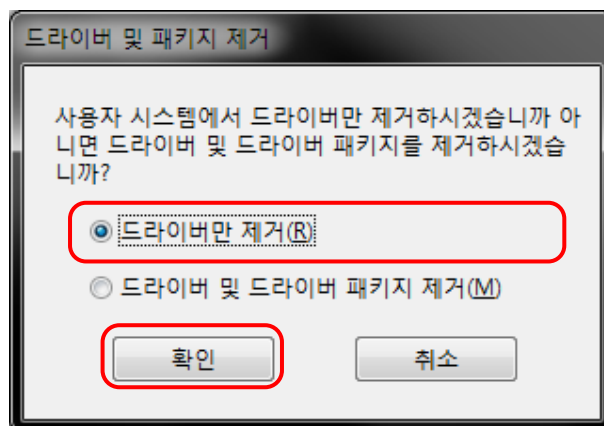 드라이버 및 패키지 제거
사용자 시스템에서 드라이버만 제거하시겠습니까 아
니면 드라이버 및 드라이버 패키지를 제거하시겠습
니까?
드라이버만 제거(R)
드라이버 및 드라이버 패키지 제거(M)
확인 취소